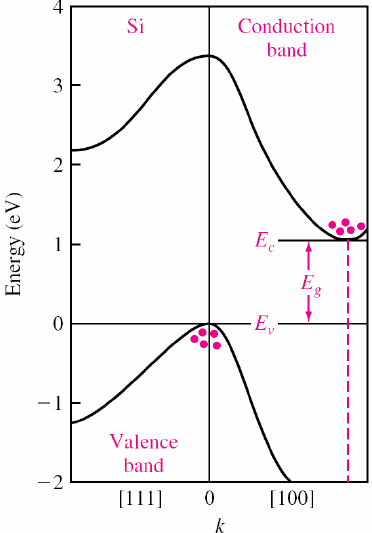 4
Si
Conduction
band
3
2
Energy (eV)
1
E_c
E_g
0
E_v
−1
Valence
band
−2
[111]
0
[100]
k